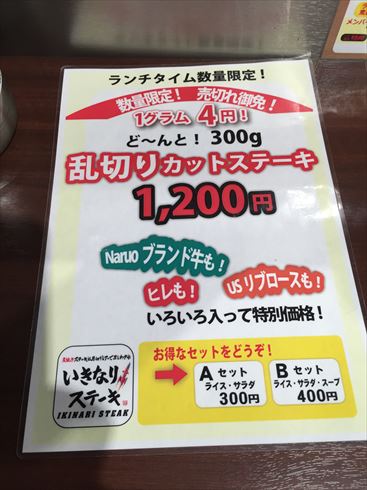 ランチタイム数量限定！
数量限定！ 売切れ御免！
1グラム 4円！
ど〜んと！ 300g
乱切りカットステーキ
1,200円
Naruo ブランド牛も！
ヒレも！
US リブロースも！
いろいろ入って特別価格！
お得なセットをどうぞ！
A セット
ライス・サラダ
300円
B セット
ライス・サラダ・スープ
400円
いきなり
ステーキ
IKINARI STEAK
メンバー